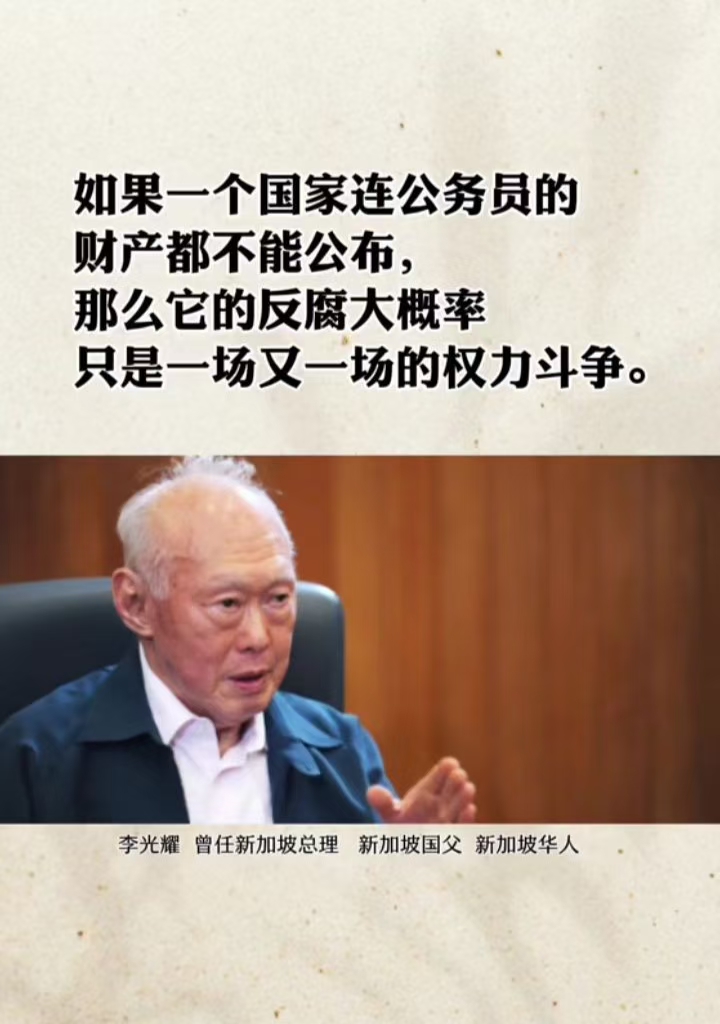 如果一个国家连公务员的
财产都不能公布，
那么它的反腐大概率
只是一场又一场的权力斗争。
李光耀 曾任新加坡总理 新加坡国父 新加坡华人